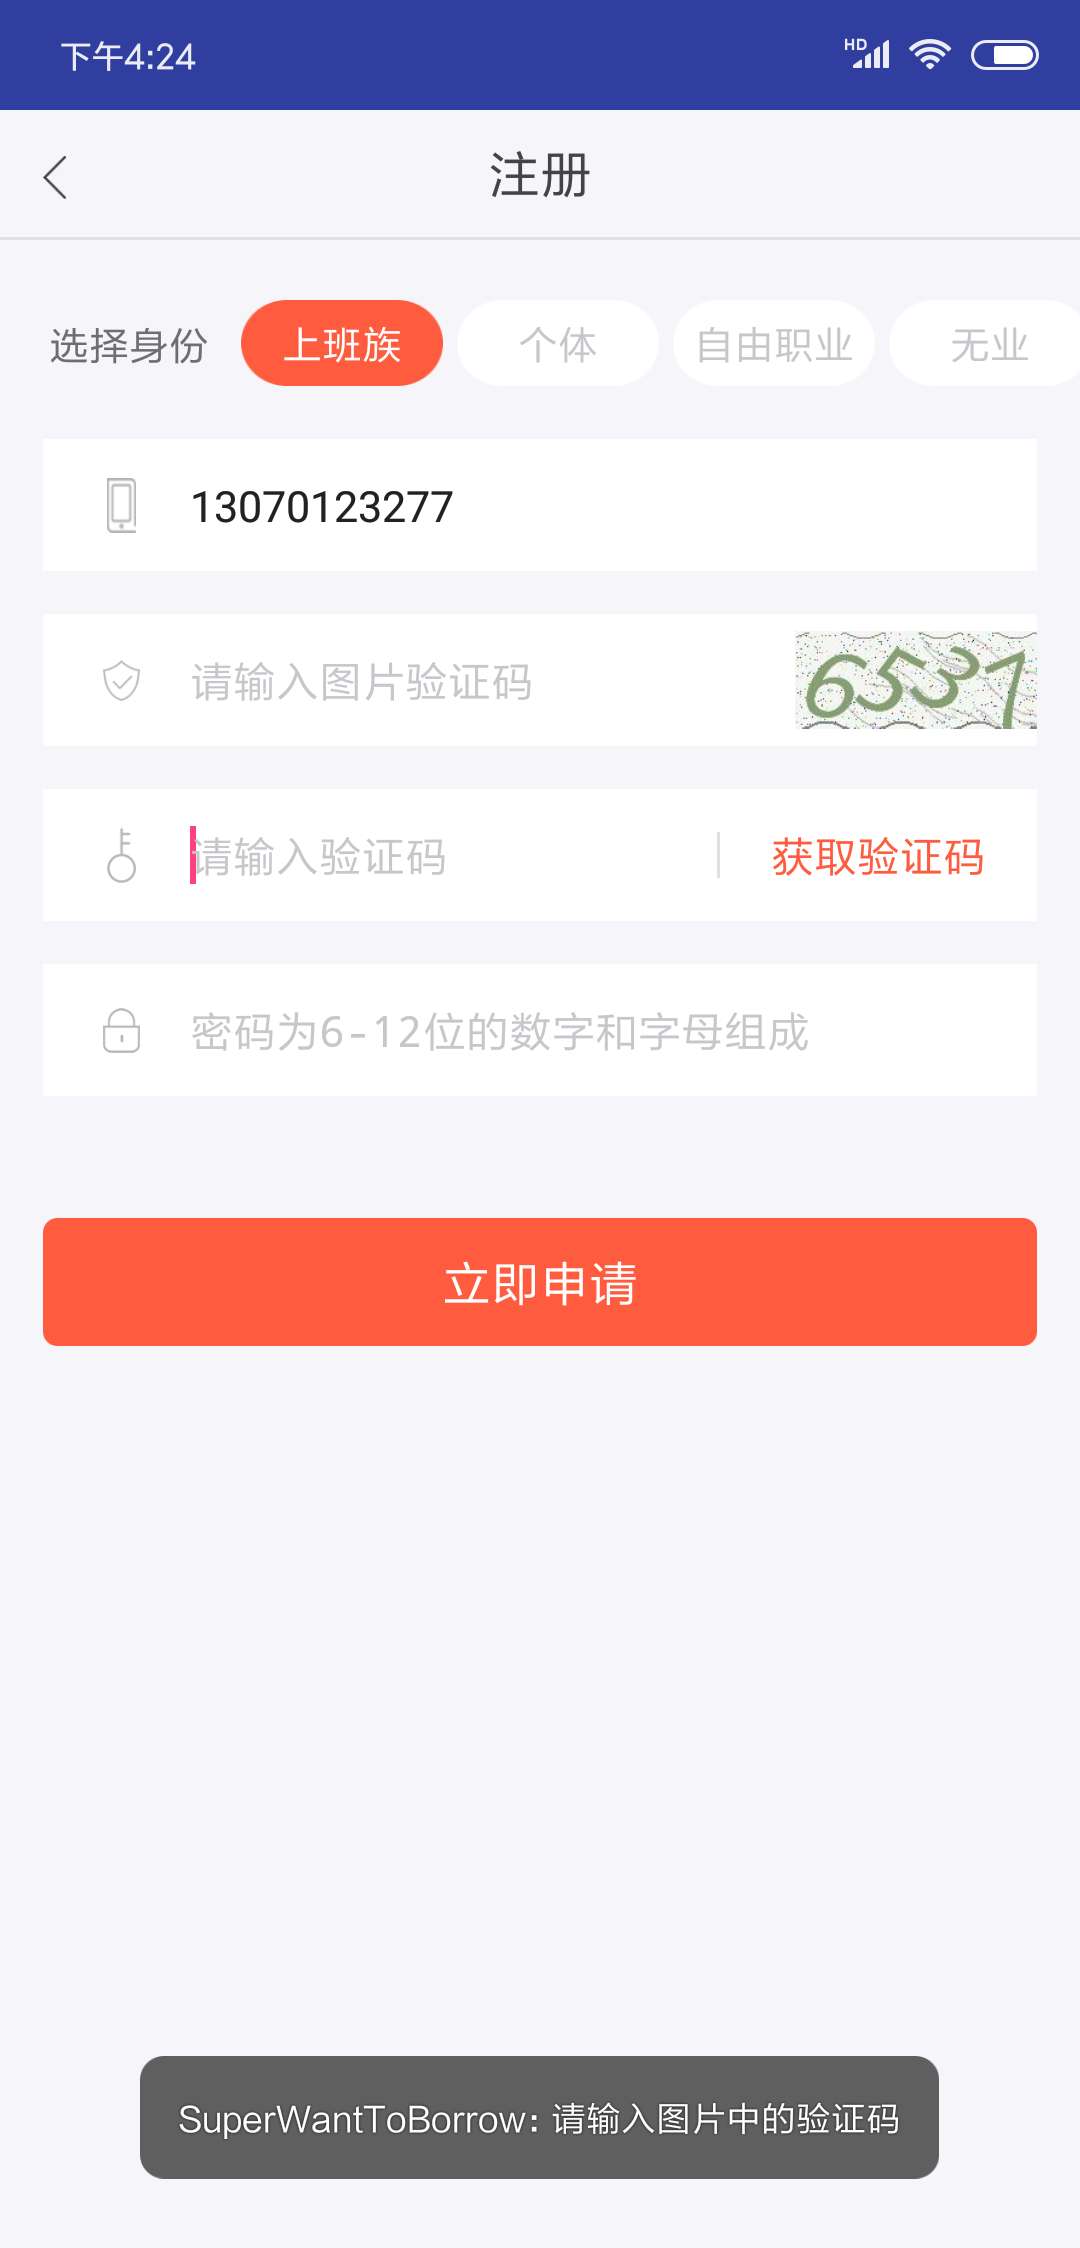 下午4:24
HD
注册
选择身份 上班族 个体 自由职业 无业
13070123277
请输入图片验证码 6537
请输入验证码 获取验证码
密码为6-12位的数字和字母组成
立即申请
SuperWantToBorrow: 请输入图片中的验证码